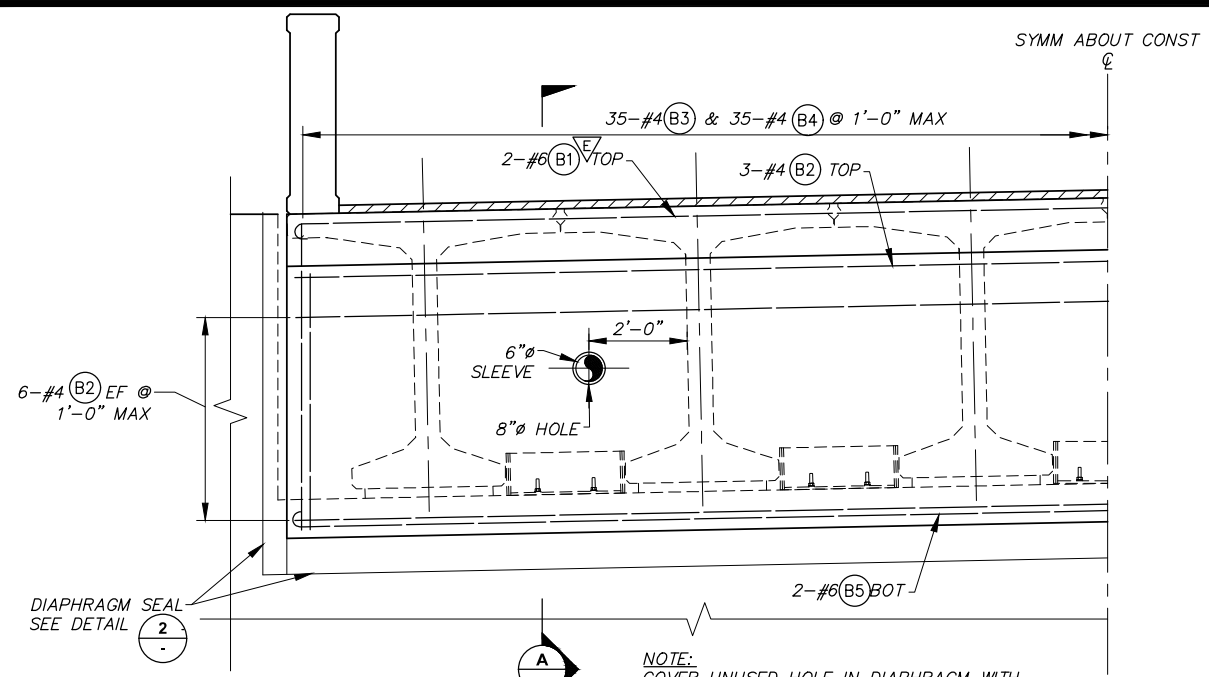 SYMM ABOUT CONST
℄
35-#4 B3 & 35-#4 B4 @ 1'-0" MAX
E
2-#6 B1 TOP
3-#4 B2 TOP
2'-0"
6"ø
SLEEVE
6-#4 B2 EF @
1'-0" MAX
8"ø HOLE
2-#6 B5 BOT
DIAPHRAGM SEAL
SEE DETAIL 2
-
A
NOTE:
COVER UNUSED HOLE IN DIAPHRAGM WITH